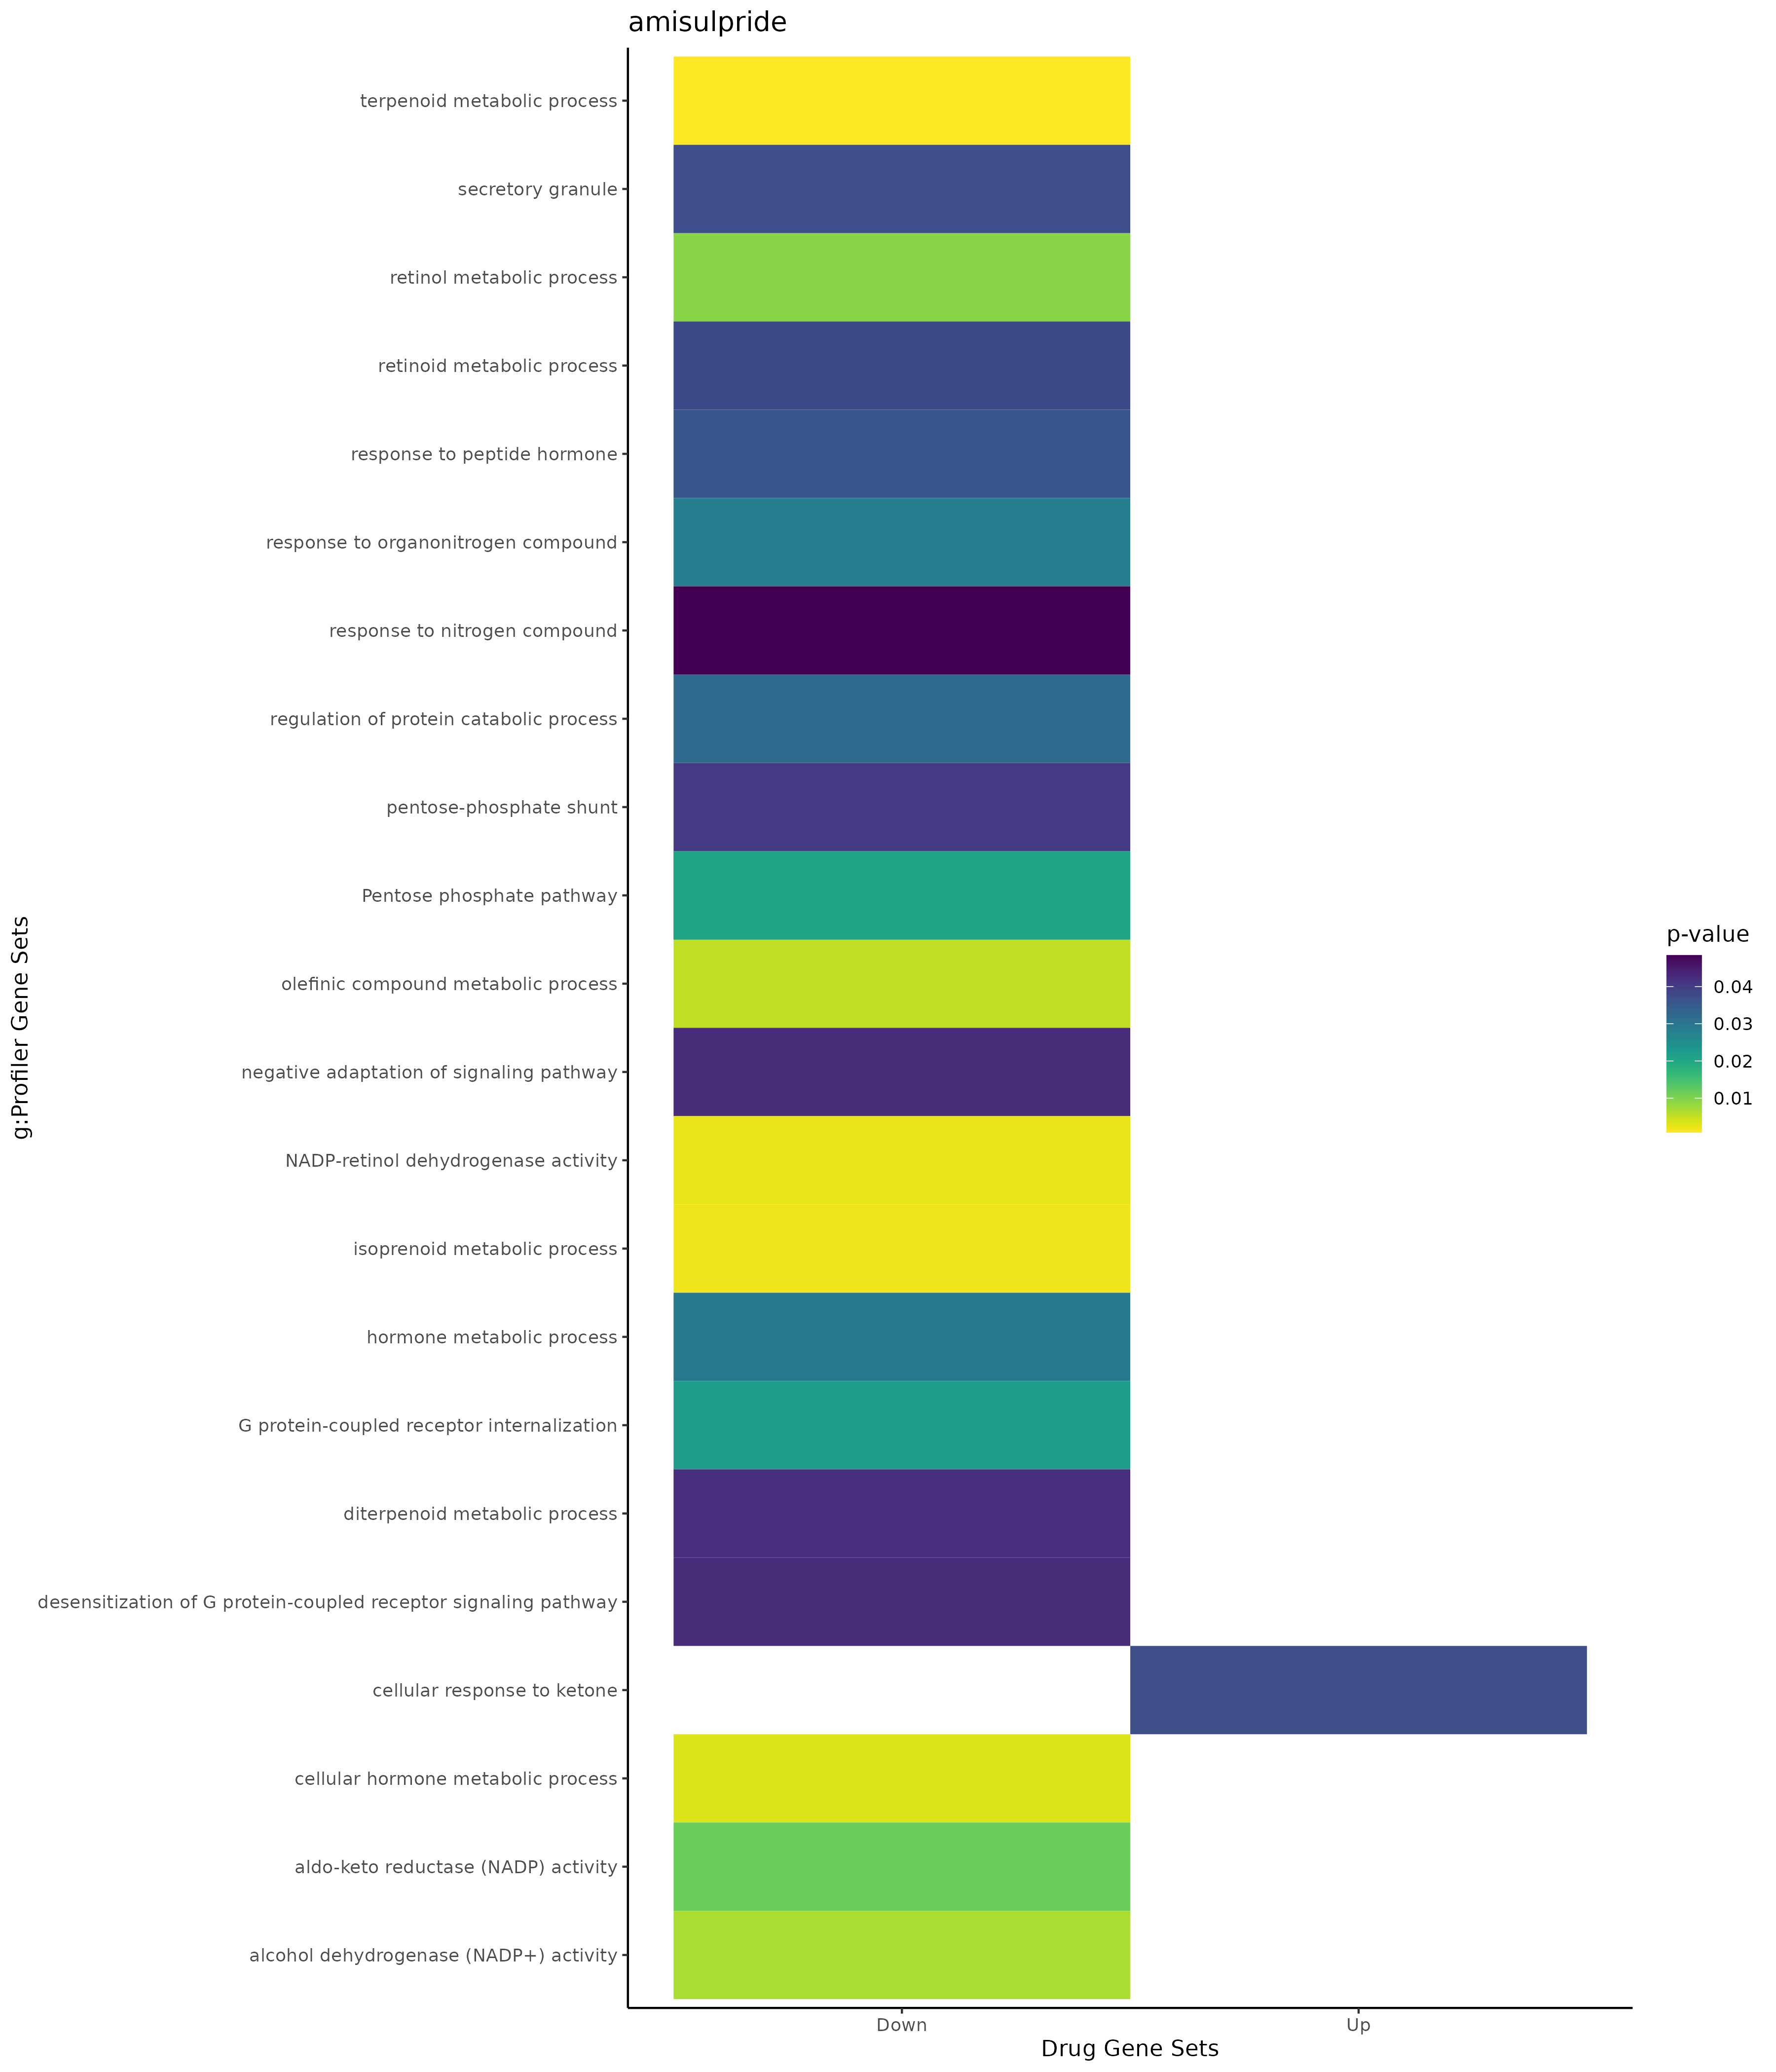 amisulpride
terpenoid metabolic process
secretory granule
retinol metabolic process
retinoid metabolic process
response to peptide hormone
response to organonitrogen compound
response to nitrogen compound
regulation of protein catabolic process
pentose-phosphate shunt
Pentose phosphate pathway
olefinic compound metabolic process
negative adaptation of signaling pathway
NADP-retinol dehydrogenase activity
isoprenoid metabolic process
hormone metabolic process
G protein-coupled receptor internalization
diterpenoid metabolic process
desensitization of G protein-coupled receptor signaling pathway
cellular response to ketone
cellular hormone metabolic process
aldo-keto reductase (NADP) activity
alcohol dehydrogenase (NADP+) activity
g:Profiler Gene Sets
Down
Up
Drug Gene Sets
p-value
0.04
0.03
0.02
0.01